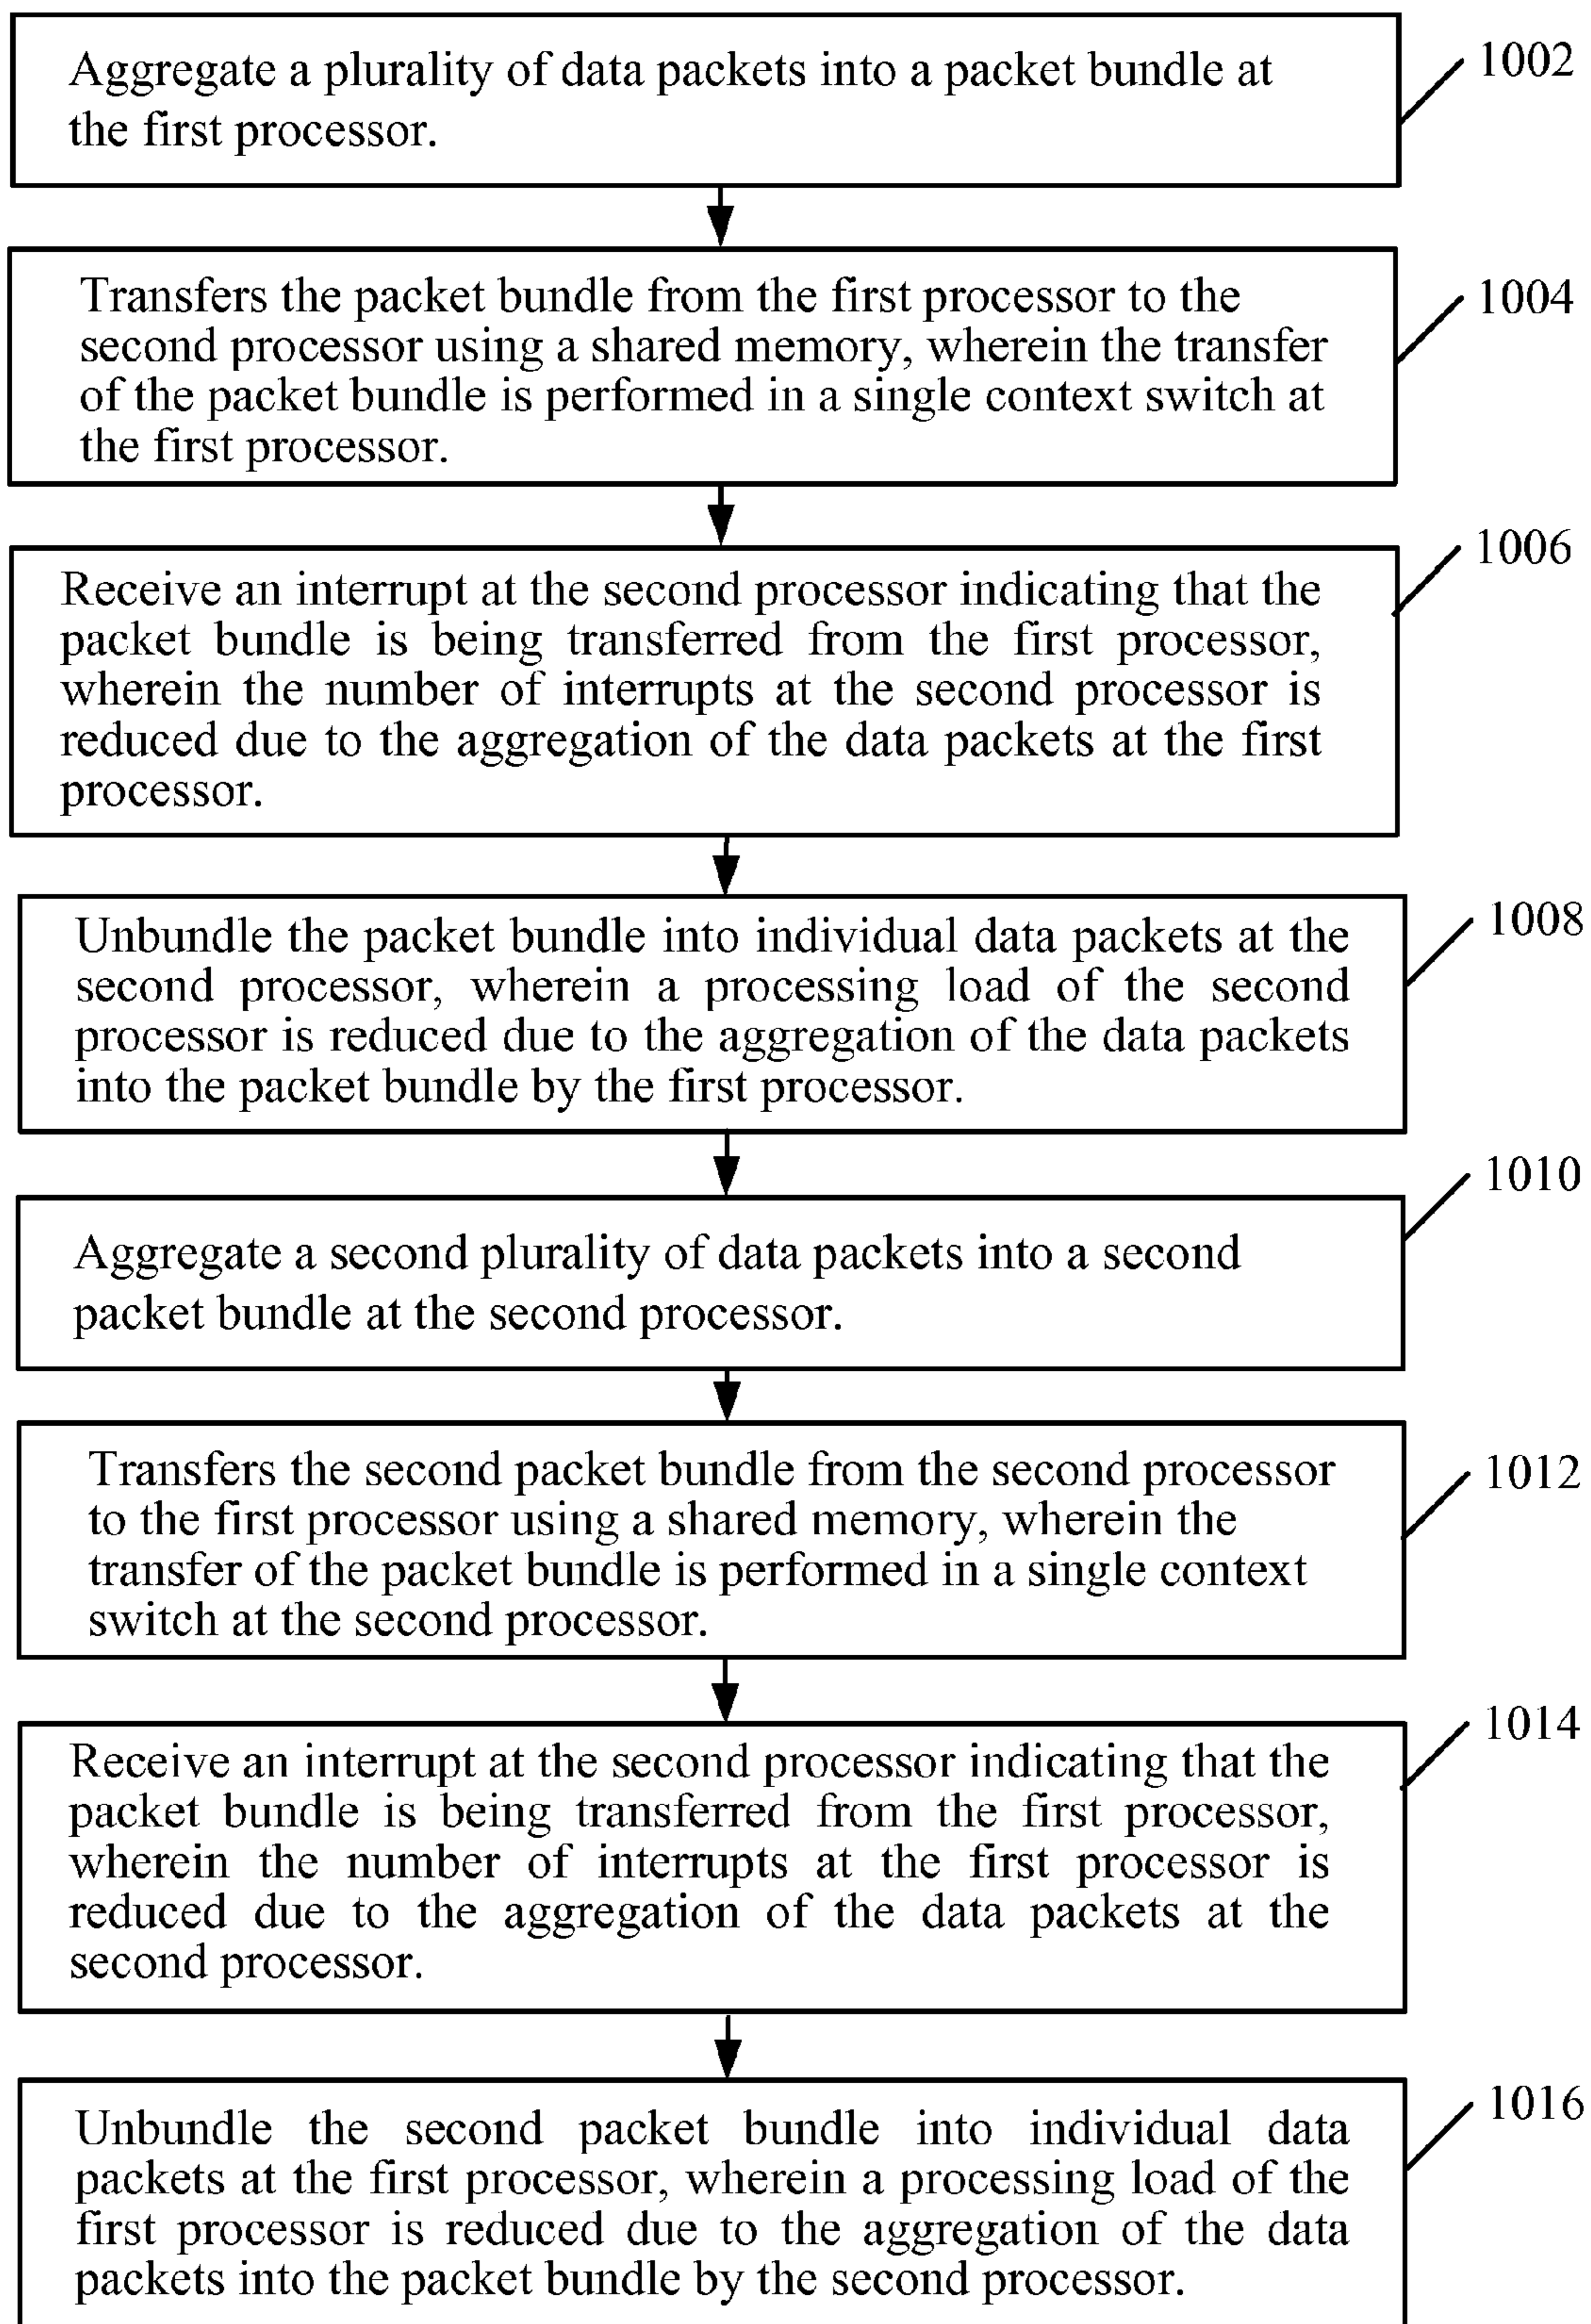 Aggregate a plurality of data packets into a packet bundle at
the first processor.
1002
Transfers the packet bundle from the first processor to the
second processor using a shared memory, wherein the transfer
of the packet bundle is performed in a single context switch at
the first processor.
1004
Receive an interrupt at the second processor indicating that the
packet bundle is being transferred from the first processor,
wherein the number of interrupts at the second processor is
reduced due to the aggregation of the data packets at the first
processor.
1006
Unbundle the packet bundle into individual data packets at the
second processor, wherein a processing load of the second
processor is reduced due to the aggregation of the data packets
into the packet bundle by the first processor.
1008
Aggregate a second plurality of data packets into a second
packet bundle at the second processor.
1010
Transfers the second packet bundle from the second processor
to the first processor using a shared memory, wherein the
transfer of the packet bundle is performed in a single context
switch at the second processor.
1012
Receive an interrupt at the second processor indicating that the
packet bundle is being transferred from the first processor,
wherein the number of interrupts at the first processor is
reduced due to the aggregation of the data packets at the
second processor.
1014
Unbundle the second packet bundle into individual data
packets at the first processor, wherein a processing load of the
first processor is reduced due to the aggregation of the data
packets into the packet bundle by the second processor.
1016